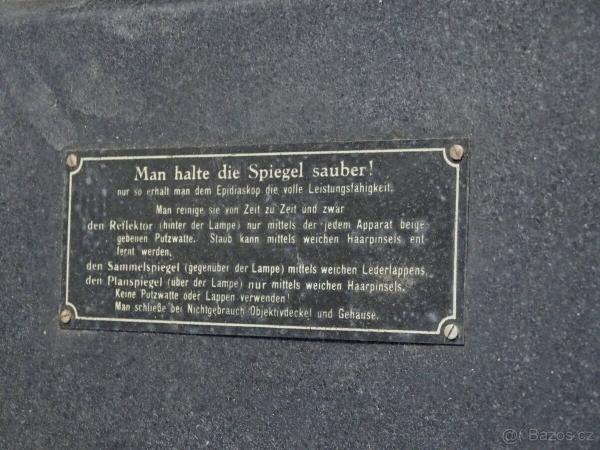 Man halte die Spiegel sauber!
nur so erhält man dem Epidiaskop die volle Leistungsfähigkeit.
Man reinige sie von Zeit zu Zeit und zwar
den Reflektor (hinter der Lampe) nur mittels der jedem Apparat beige
gebenen Putzwatte. Staub kann mittels weichen Haarpinsels ent
fernt werden,
den Sammelspiegel (gegenüber der Lampe) mittels weichen Lederlappens,
den Planspiegel (über der Lampe) nur mittels weichen Haarpinsels.
Keine Putzwatte oder Lappen verwenden!
Man schließe bei Nichtgebrauch Objektivdeckel und Gehäuse.
@ Bazos.cz